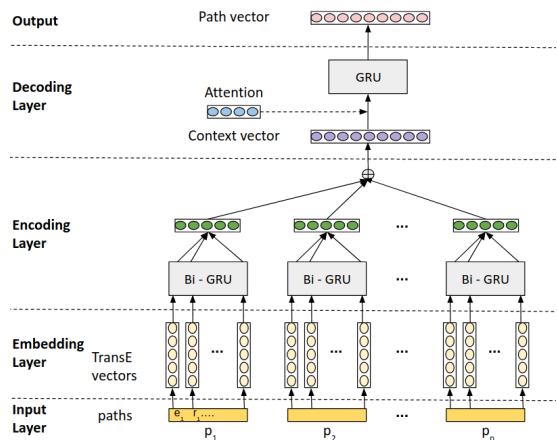 Output
Path vector
GRU
Decoding
Layer
Attention
Context vector
Encoding
Layer
...
Bi - GRU
Bi - GRU
...
Bi - GRU
Embedding
Layer
TransE
vectors
...
...
...
Input
Layer
paths
e1 r1....
...
p1
p2
pn